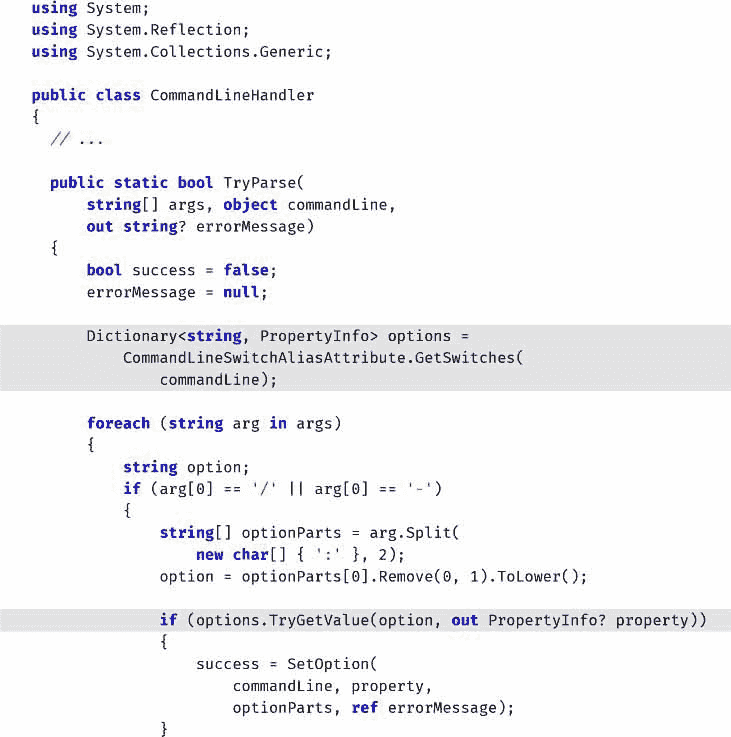 using System;
using System.Reflection;
using System.Collections.Generic;
public class CommandLineHandler
{
// ...
public static bool TryParse(
string[] args, object commandLine,
out string? errorMessage)
{
bool success = false;
errorMessage = null;
Dictionary<string, PropertyInfo> options =
CommandLineSwitchAliasAttribute.GetSwitches(
commandLine);
foreach (string arg in args)
{
string option;
if (arg[0] == '/' || arg[0] == '-')
{
string[] optionParts = arg.Split(
new char[] { ':' }, 2);
option = optionParts[0].Remove(0, 1).ToLower();
if (options.TryGetValue(option, out PropertyInfo? property))
{
success = SetOption(
commandLine, property,
optionParts, ref errorMessage);
}